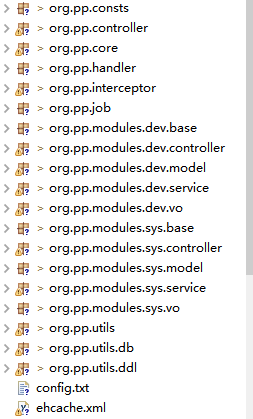 > org.pp.consts
> org.pp.controller
> org.pp.core
> org.pp.handler
> org.pp.interceptor
> org.pp.job
> org.pp.modules.dev.base
> org.pp.modules.dev.controller
> org.pp.modules.dev.model
> org.pp.modules.dev.service
> org.pp.modules.dev.vo
> org.pp.modules.sys.base
> org.pp.modules.sys.controller
> org.pp.modules.sys.model
> org.pp.modules.sys.service
> org.pp.modules.sys.vo
> org.pp.utils
> org.pp.utils.db
> org.pp.utils.ddl
config.txt
ehcache.xml